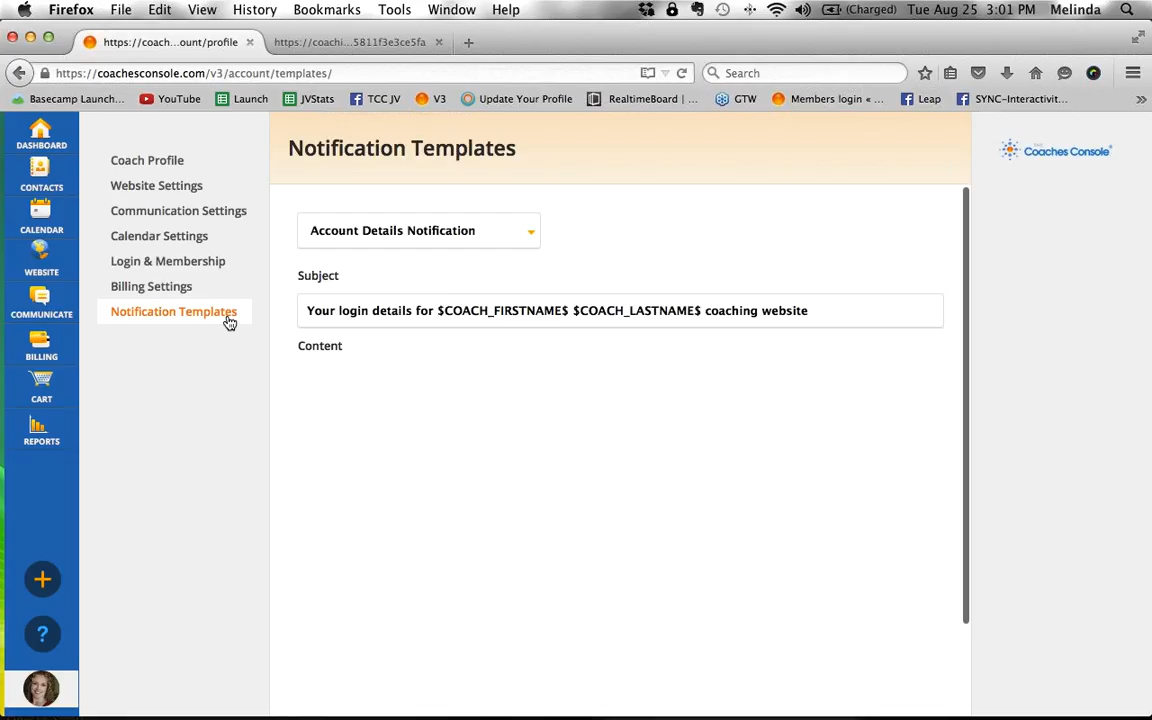 Firefox File Edit View History Bookmarks Tools Window Help (Charged) Tue Aug 25 3:01 PM Melinda
https://coach...ount/profile https://coachi...5811f3e3ce5fa
https://coachesconsole.com/v3/account/templates/ Search
Basecamp Launch... YouTube Launch JVStats TCC JV V3 Update Your Profile RealtimeBoard | ... GTW Members login « ... Leap SYNC-Interactivit...
DASHBOARD
CONTACTS
CALENDAR
WEBSITE
COMMUNICATE
BILLING
CART
REPORTS
+
?
Coach Profile
Website Settings
Communication Settings
Calendar Settings
Login & Membership
Billing Settings
Notification Templates
Notification Templates
Account Details Notification
Subject
Your login details for $COACH_FIRSTNAME$ $COACH_LASTNAME$ coaching website
Content
Coaches Console